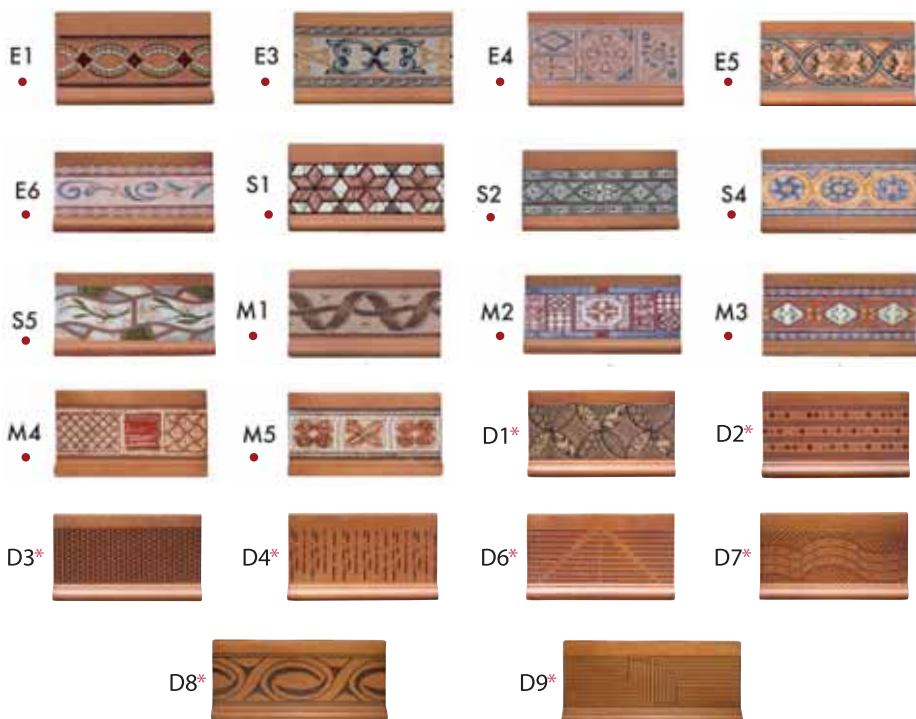 E1 E3 E4 E5
E6 S1 S2 S4
S5 M1 M2 M3
M4 M5 D1* D2*
D3* D4* D6* D7*
D8* D9*